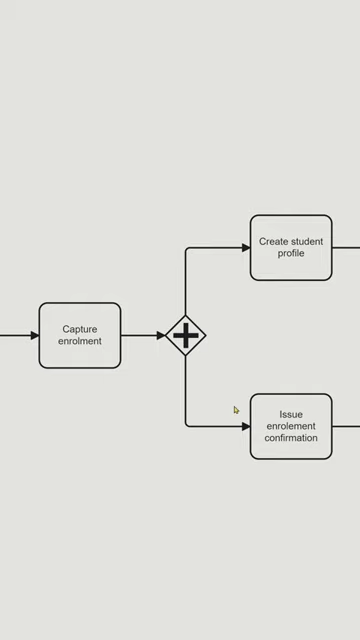 Create student
profile
Capture
enrolment
Issue
enrolement
confirmation